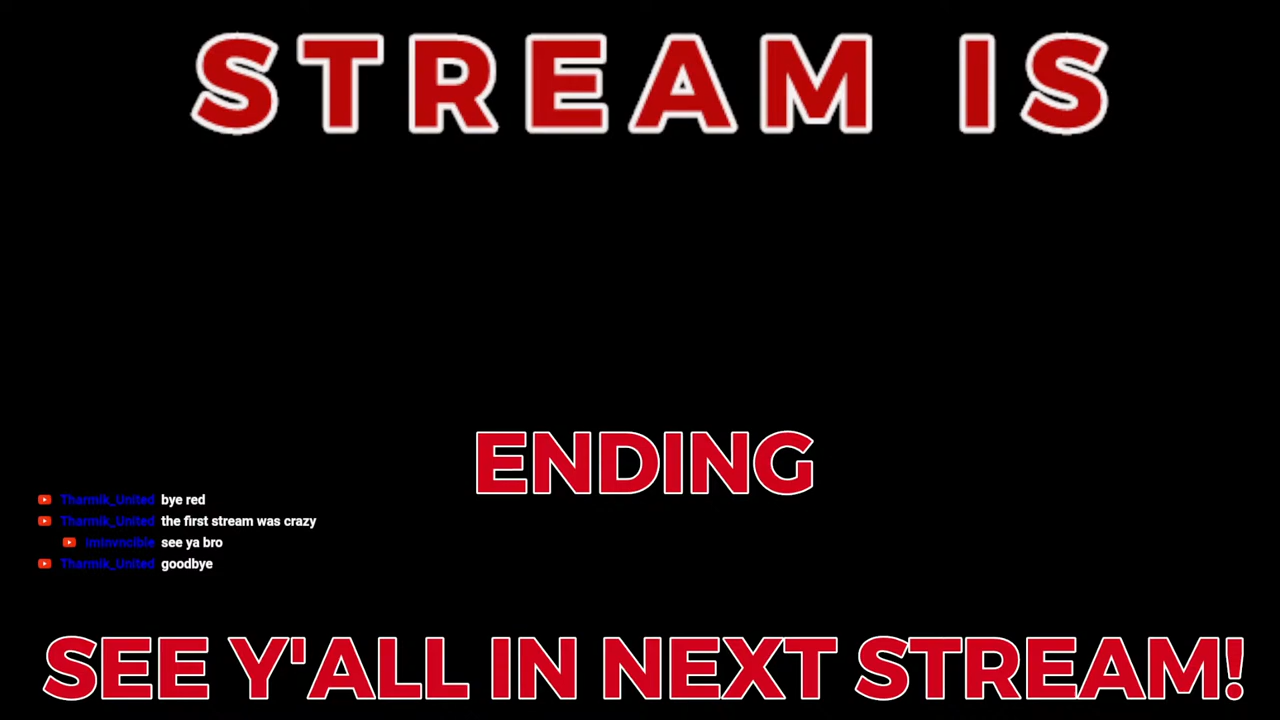 STREAM IS
ENDING
Tharmik_United bye red
Tharmik_United the first stream was crazy
iminvncible see ya bro
Tharmik_United goodbye
SEE Y'ALL IN NEXT STREAM!